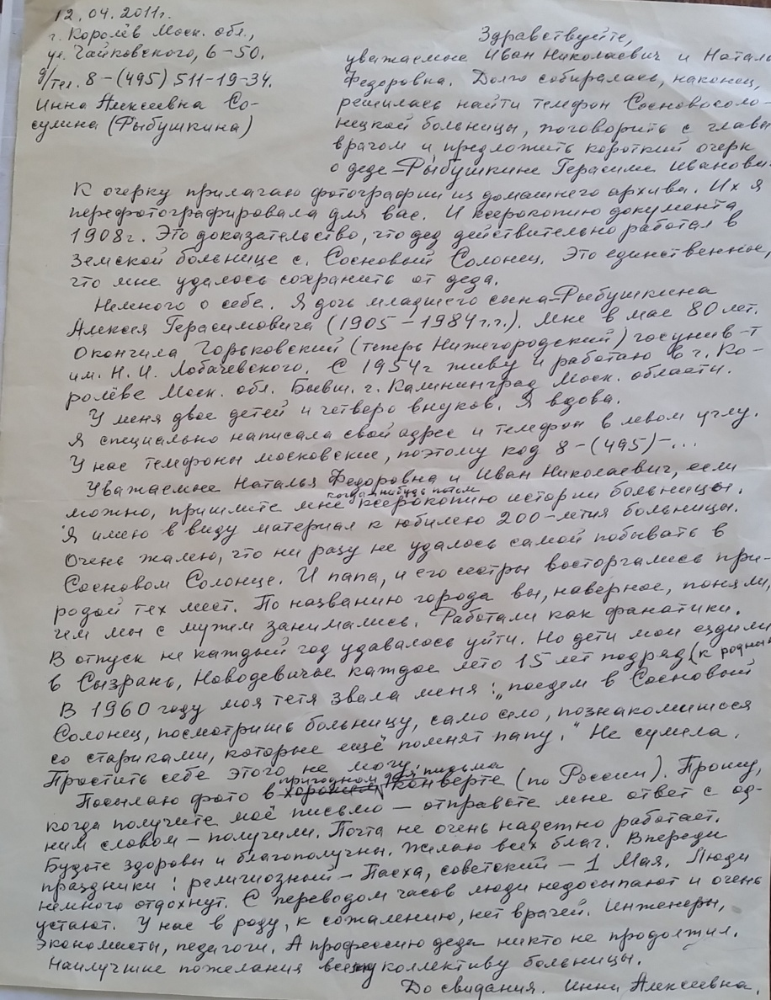 12.04.2011г.
г. Королёв Моск. обл.,
ул. Чайковского, 6-50.
д/тел. 8-(495) 511-19-34.
Инна Алексеевна Со-
сулина (Рыбушкина)
Здравствуйте,
уважаемые Иван Николаевич и Наталь
Федоровна. Долго собиралась, наконец,
решилась найти телефон Сосновосоло-
нецкой больницы, поговорить с главн
врачом и предложить короткий очерк
о деде-Рыбушкине Герасиме Иванови-
К очерку прилагаю фотографии из домашнего архива. Их я
перефотографировала для вас. И ксерокопию документа
1908г. Это доказательство, что дед действительно работал в
Земской больнице с. Сосновый Солонец. Это единственное,
что мне удалось сохранить от деда.
Немного о себе. Я дочь младшего сына-Рыбушкина
Алексея Герасимовича (1905-1984 г.г.). Мне в мае 80 лет.
Окончила Горьковский (теперь Нижегородский) госунив-т
им. Н.И. Лобачевского. С 1954г живу и работаю в г. Ко-
ролёве Моск. обл. Бывш. г. Калининград Моск. области.
У меня двое детей и четверо внуков. Я вдова.
Я специально написала свой адрес и телефон в левом углу.
У нас телефоны московские, поэтому код 8-(495)-...
Уважаемые Наталья Федоровна и Иван Николаевич, если
можно, пришлите мне когда-нибудь потом ксерокопию истории больницы.
Я имею в виду материал к юбилею 200-летия больницы.
Очень жалею, что ни разу не удалось самой побывать в
Сосновом Солонце. И папа, и его сестры восторгались при-
родой тех мест. По названию города вы, наверное, поняли,
чем мы с мужем занимались. Работали как фанатики.
В отпуск не каждый год удавалось уйти. Но дети мои ездили
в Сызрань, Новодевичье каждое лето 15 лет подряд (к родным
В 1960 году моя тетя звала меня: „поедем в Сосновый
Солонец, посмотришь больницу, само село, познакомишься
со стариками, которые ещё помнят папу." Не сумела.
Простить себе этого не могу.
Посылаю фото в хорошем пригодном для письма конверте (по России). Прошу,
когда получите моё письмо – отправьте мне ответ с од-
ним словом – получили. Почта не очень надежно работает.
Будьте здоровы и благополучны. Желаю всех благ. Впереди
праздники: религиозный – Пасха, советский – 1 Мая. Люди
немного отдохнут. С переводом часов люди недосыпают и очень
устают. У нас в роду, к сожалению, нет врачей. Инженеры,
экономисты, педагоги. А профессию деда никто не продолжил.
Наилучшие пожелания всему коллективу больницы.
До свидания. Инна Алексеевна.